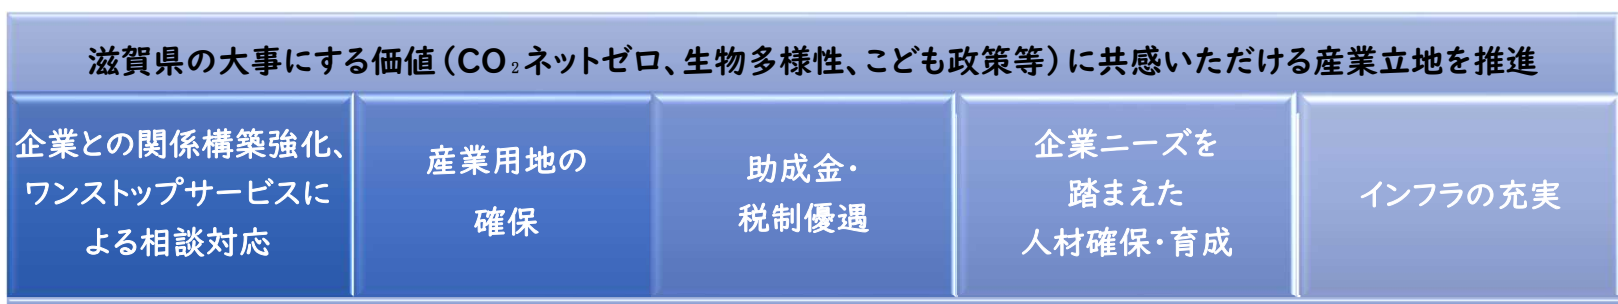 滋賀県の大事にする価値（CO₂ネットゼロ、生物多様性、こども政策等）に共感いただける産業立地を推進
企業との関係構築強化、
ワンストップサービスに
よる相談対応
産業用地の
確保
助成金・
税制優遇
企業ニーズを
踏まえた
人材確保・育成
インフラの充実